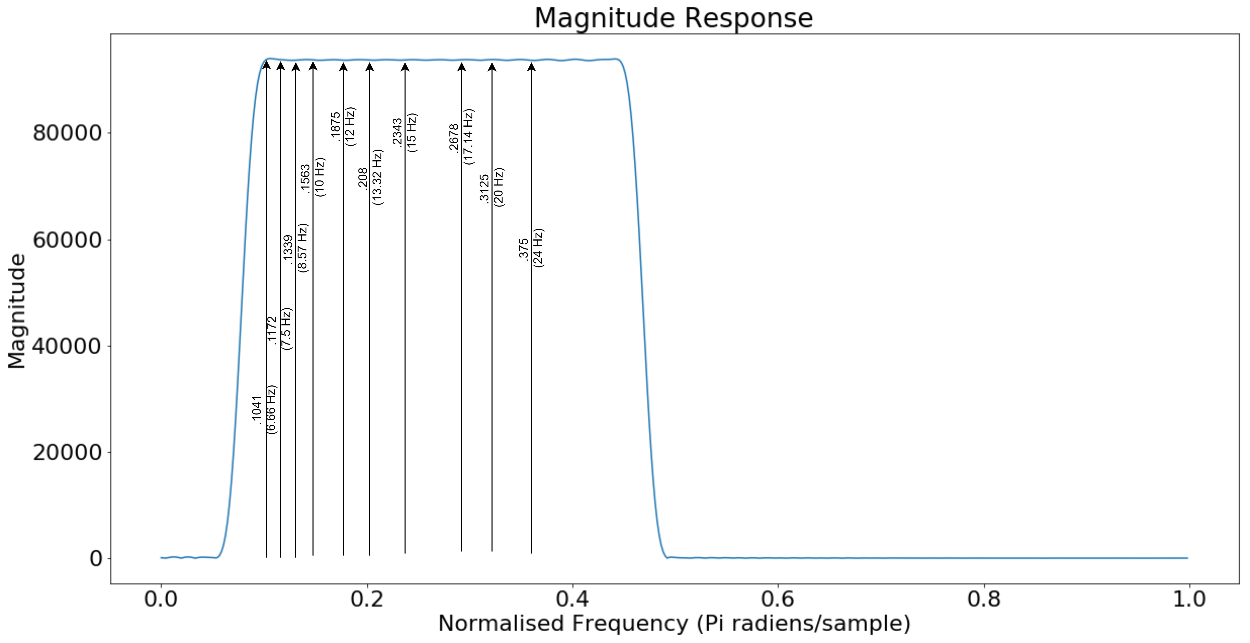 Magnitude Response
Magnitude
80000
60000
40000
20000
0
.1041
(6.66 Hz)
.1172
(7.5 Hz)
.1339
(8.57 Hz)
.1563
(10 Hz)
.1875
(12 Hz)
.208
(13.32 Hz)
.2343
(15 Hz)
.2678
(17.14 Hz)
.3125
(20 Hz)
.375
(24 Hz)
0.0
0.2
0.4
0.6
0.8
1.0
Normalised Frequency (Pi radiens/sample)